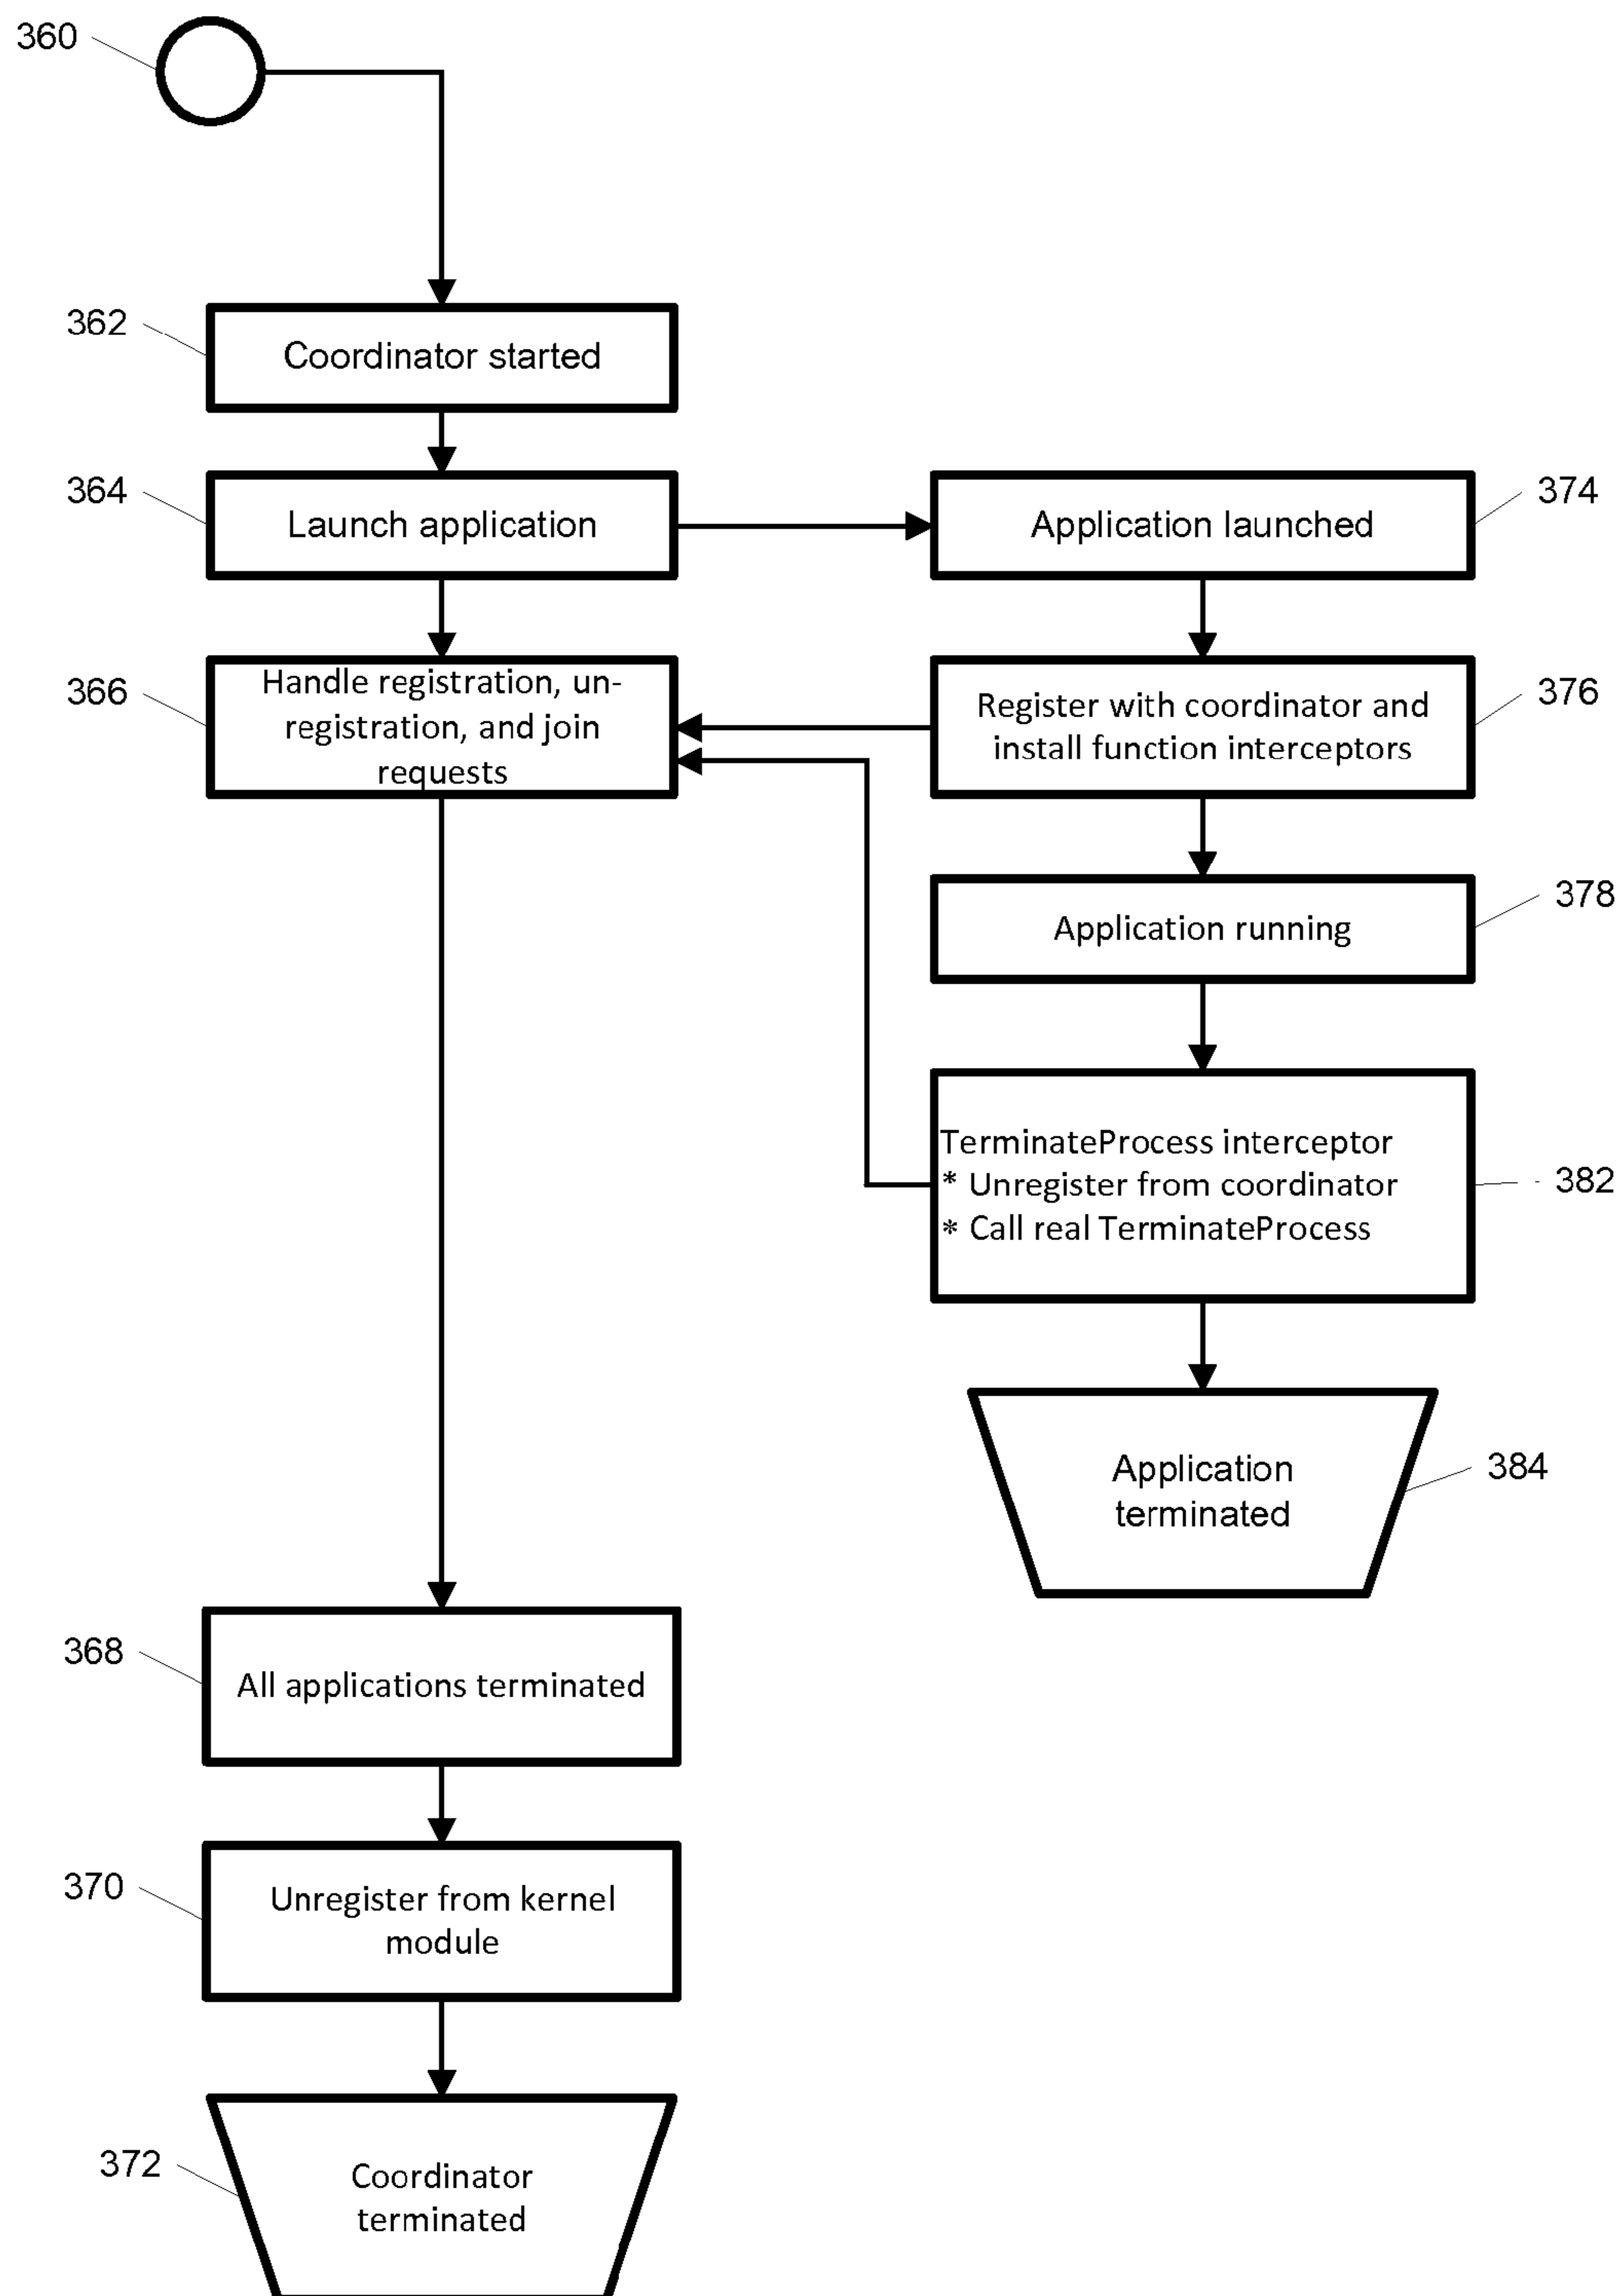 360
362
Coordinator started
364
Launch application
Application launched
374
366
Handle registration, un-
registration, and join
requests
Register with coordinator and
install function interceptors
376
Application running
378
TerminateProcess interceptor
* Unregister from coordinator
* Call real TerminateProcess
382
Application
terminated
384
368
All applications terminated
370
Unregister from kernel
module
372
Coordinator
terminated